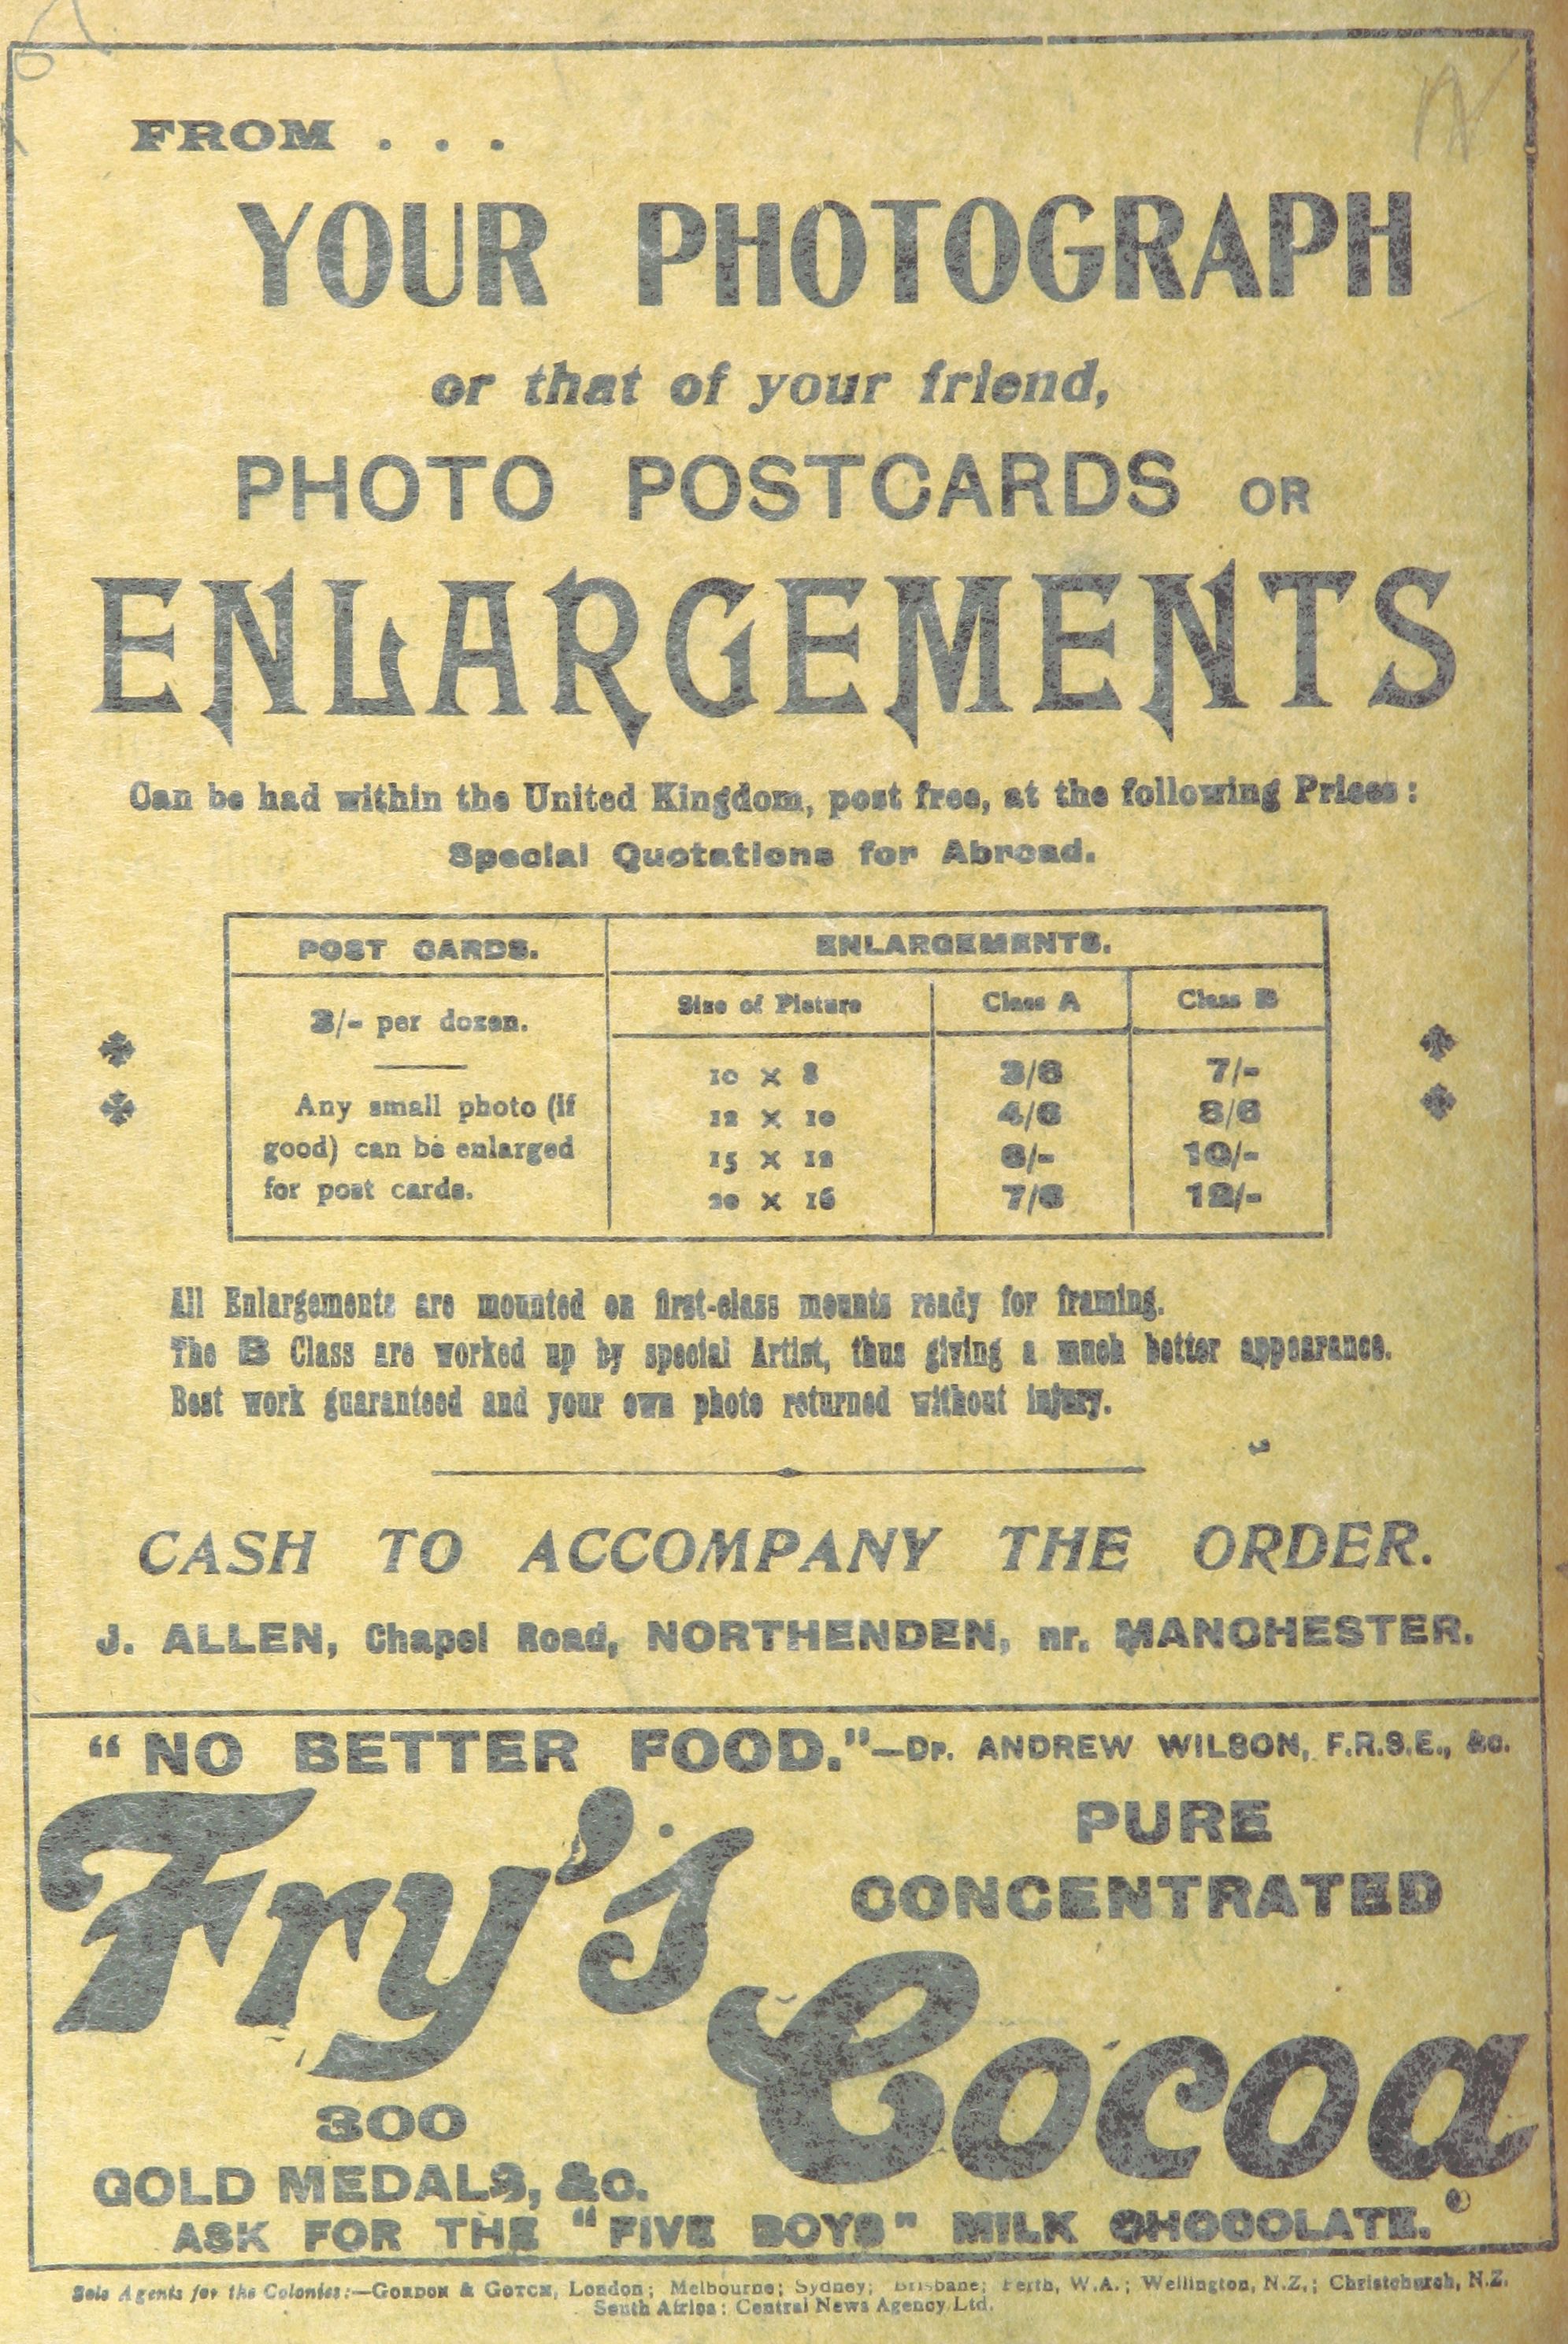 FROM . . .
YOUR PHOTOGRAPH
or that of your friend,
PHOTO POSTCARDS OR
ENLARGEMENTS
Can be had within the United Kingdom, post free, at the following Prices:
Special Quotations for Abroad.
POST CARDS.
3/- per dozen.
Any small photo (if
good) can be enlarged
for post cards.
ENLARGEMENTS.
Size of Picture Class A Class B
10 × 8 3/6 7/-
12 × 10 4/6 8/6
15 × 12 6/- 10/-
20 × 16 7/6 12/-
All Enlargements are mounted on first-class mounts ready for framing.
The B Class are worked up by special Artist, thus giving a much better appearance.
Best work guaranteed and your own photo returned without injury.
CASH TO ACCOMPANY THE ORDER.
J. ALLEN, Chapel Road, NORTHENDEN, nr. MANCHESTER.
"NO BETTER FOOD."—Dr. ANDREW WILSON, F.R.S.E., &c.
Fry's
PURE
CONCENTRATED
Cocoa
300
GOLD MEDALS, &c.
ASK FOR THE "FIVE BOYS" MILK CHOCOLATE.
Sole Agents for the Colonies:—GORDON & GOTCH, London; Melbourne; Sydney; Brisbane; Perth, W.A.; Wellington, N.Z.; Christchurch, N.Z.
South Africa: Central News Agency Ltd.